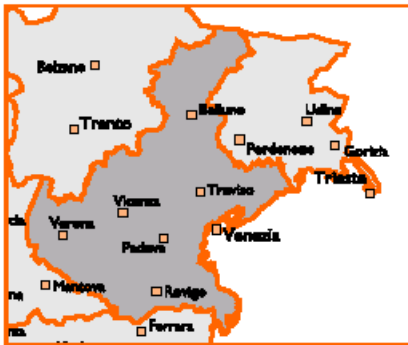 Bolzano
Trento
Belluno
Udine
Pordenone
Gorizia
Trieste
Treviso
Vicenza
Verona
Padova
Venezia
Mantova
Rovigo
Ferrara